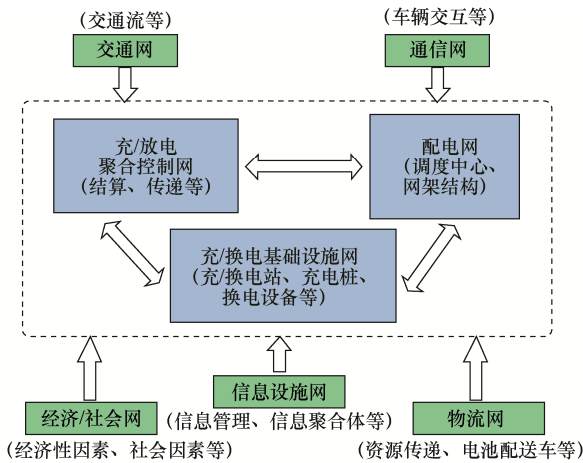 (交通流等)
交通网
(车辆交互等)
通信网
充/放电
聚合控制网
(结算、传递等)
配电网
(调度中心、
网架结构)
充/换电基础设施网
(充/换电站、充电桩、
换电设备等)
经济/社会网
(经济性因素、社会因素等)
信息设施网
(信息管理、信息聚合体等)
物流网
(资源传递、电池配送车等)